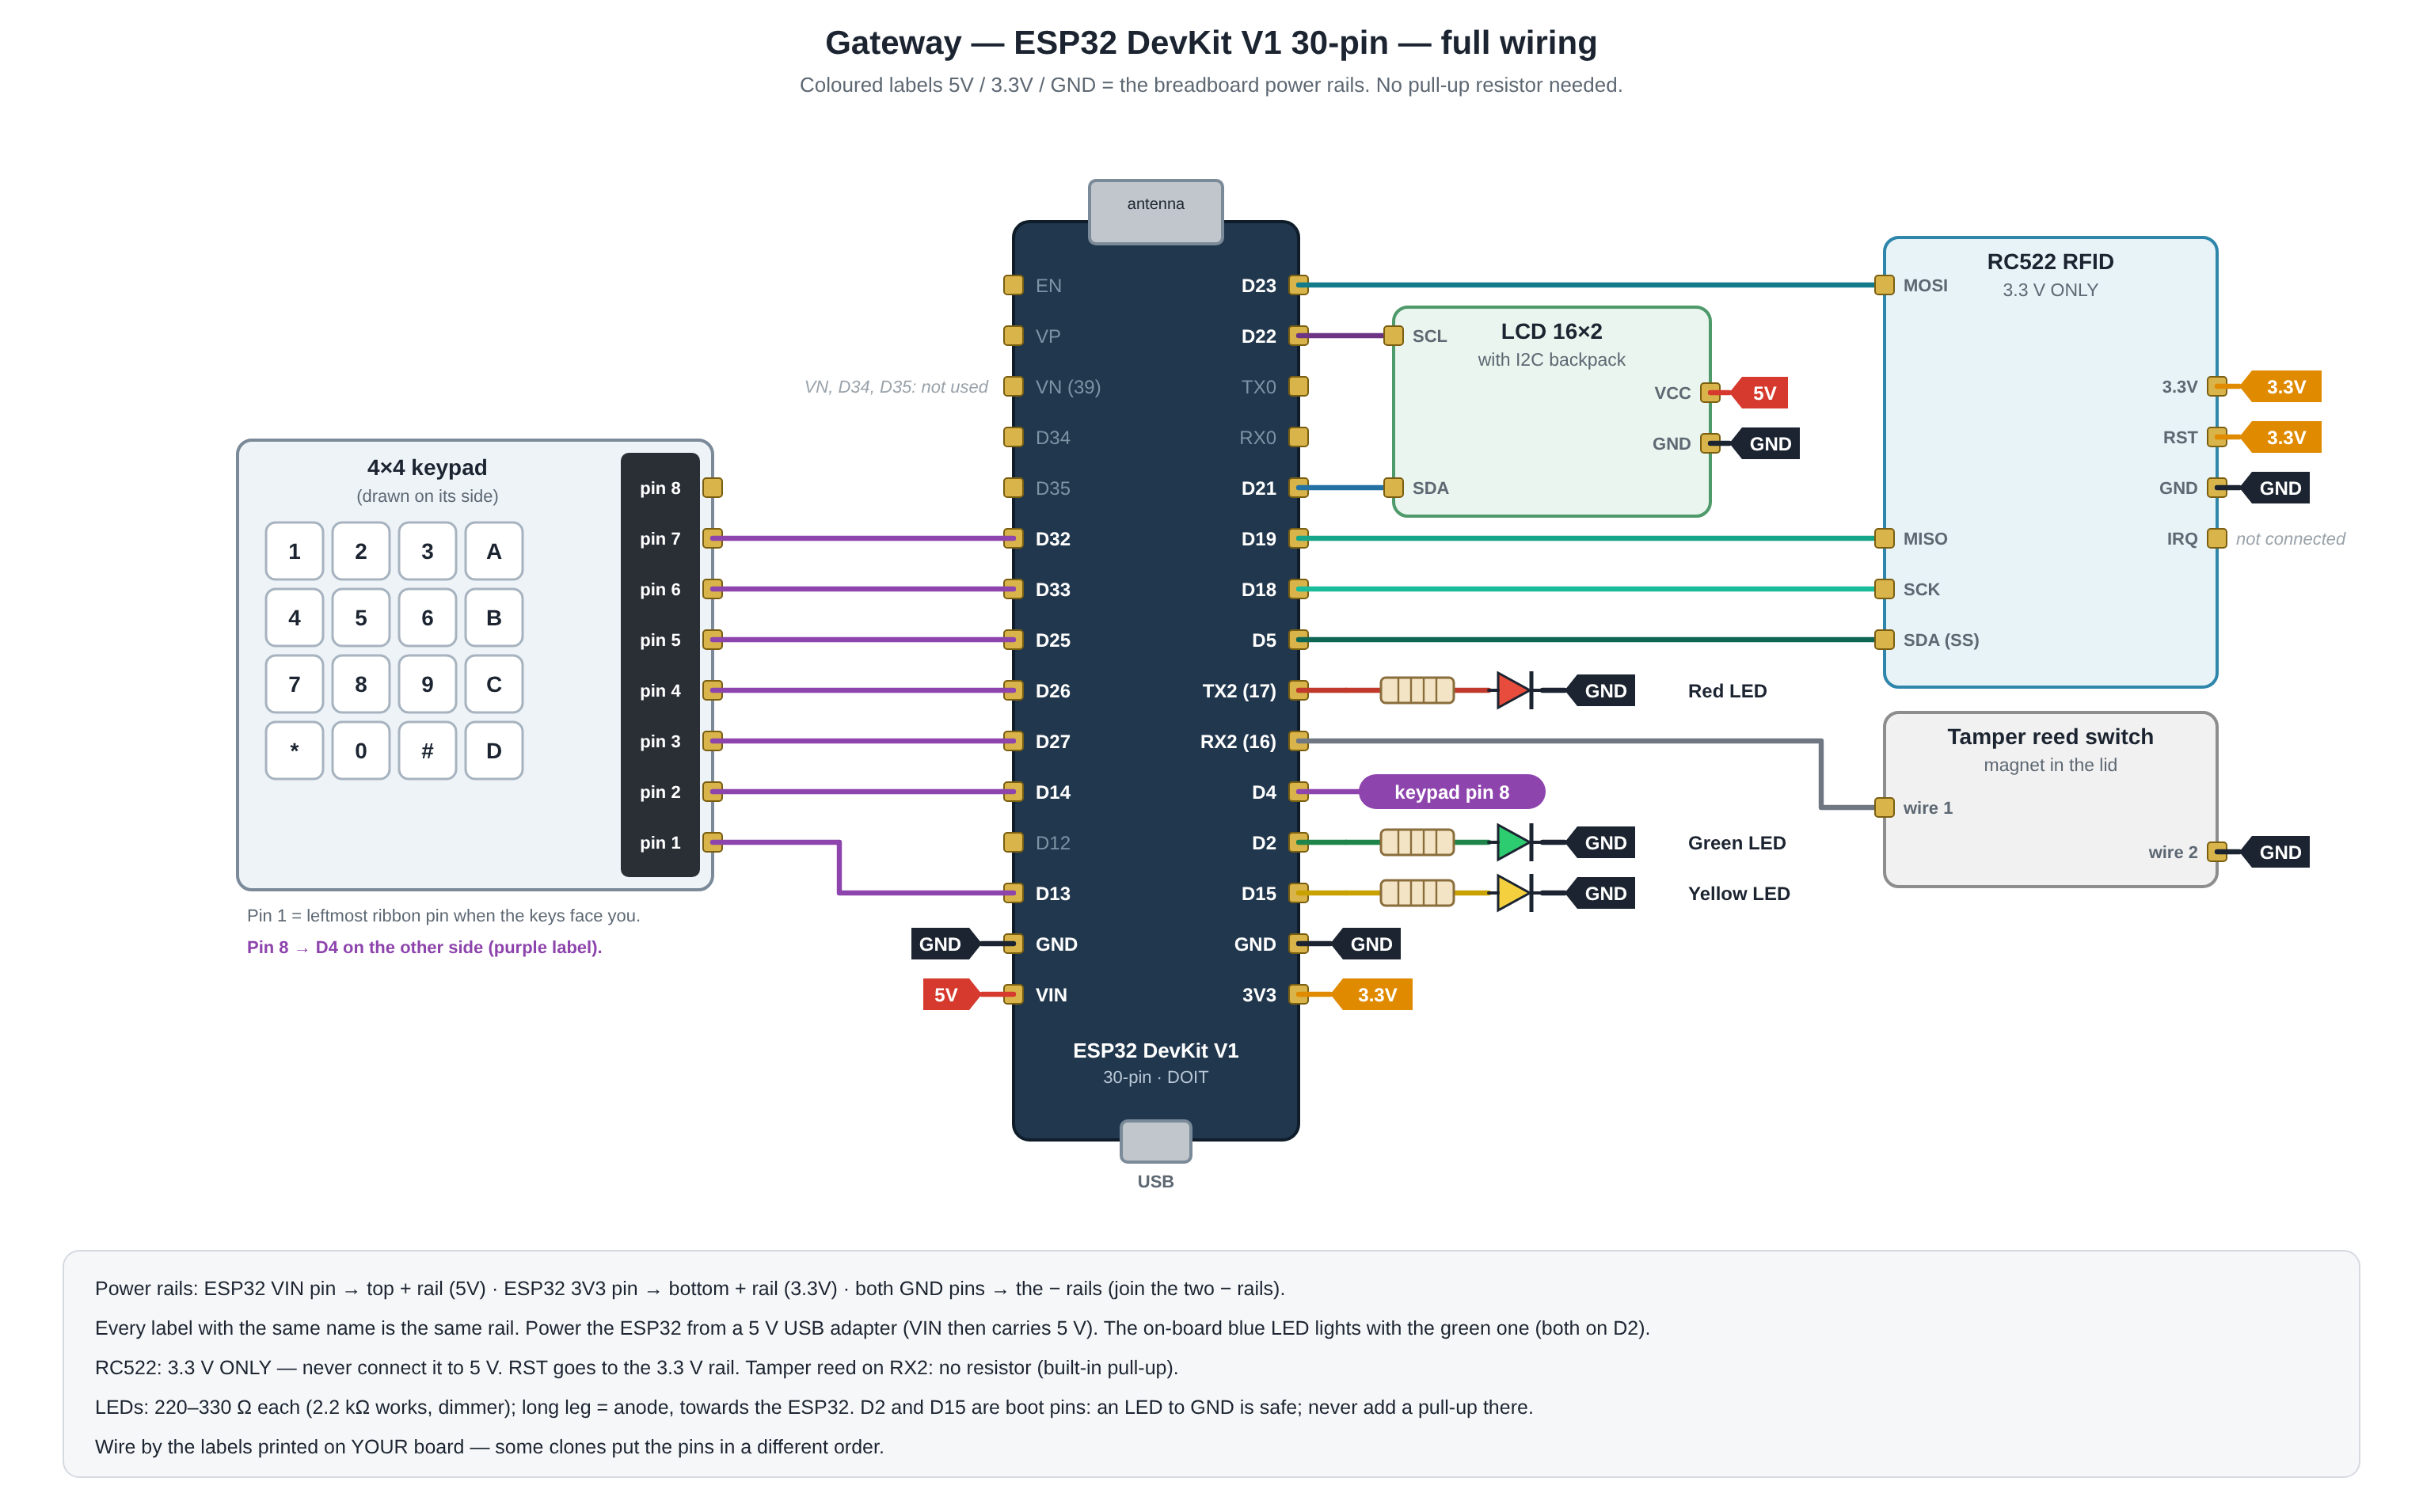 Gateway — ESP32 DevKit V1 30-pin — full wiring
Coloured labels 5V / 3.3V / GND = the breadboard power rails. No pull-up resistor needed.
antenna
EN
VP
VN, D34, D35: not used
VN (39)
D34
D35
D32
D33
D25
D26
D27
D14
D12
D13
GND
GND
5V
VIN
D23
D22
TX0
RX0
D21
D19
D18
D5
TX2 (17)
RX2 (16)
D4
D2
D15
GND
GND
3V3
3.3V
ESP32 DevKit V1
30-pin · DOIT
USB
4×4 keypad
(drawn on its side)
1 2 3 A
4 5 6 B
7 8 9 C
* 0 # D
pin 8
pin 7
pin 6
pin 5
pin 4
pin 3
pin 2
pin 1
Pin 1 = leftmost ribbon pin when the keys face you.
Pin 8 → D4 on the other side (purple label).
LCD 16×2
with I2C backpack
SCL
VCC
5V
GND
GND
SDA
RC522 RFID
3.3 V ONLY
MOSI
3.3V
3.3V
RST
3.3V
GND
GND
MISO
IRQ
not connected
SCK
SDA (SS)
GND
Red LED
keypad pin 8
GND
Green LED
GND
Yellow LED
Tamper reed switch
magnet in the lid
wire 1
wire 2
GND
Power rails: ESP32 VIN pin → top + rail (5V) · ESP32 3V3 pin → bottom + rail (3.3V) · both GND pins → the − rails (join the two − rails).
Every label with the same name is the same rail. Power the ESP32 from a 5 V USB adapter (VIN then carries 5 V). The on-board blue LED lights with the green one (both on D2).
RC522: 3.3 V ONLY — never connect it to 5 V. RST goes to the 3.3 V rail. Tamper reed on RX2: no resistor (built-in pull-up).
LEDs: 220–330 Ω each (2.2 kΩ works, dimmer); long leg = anode, towards the ESP32. D2 and D15 are boot pins: an LED to GND is safe; never add a pull-up there.
Wire by the labels printed on YOUR board — some clones put the pins in a different order.